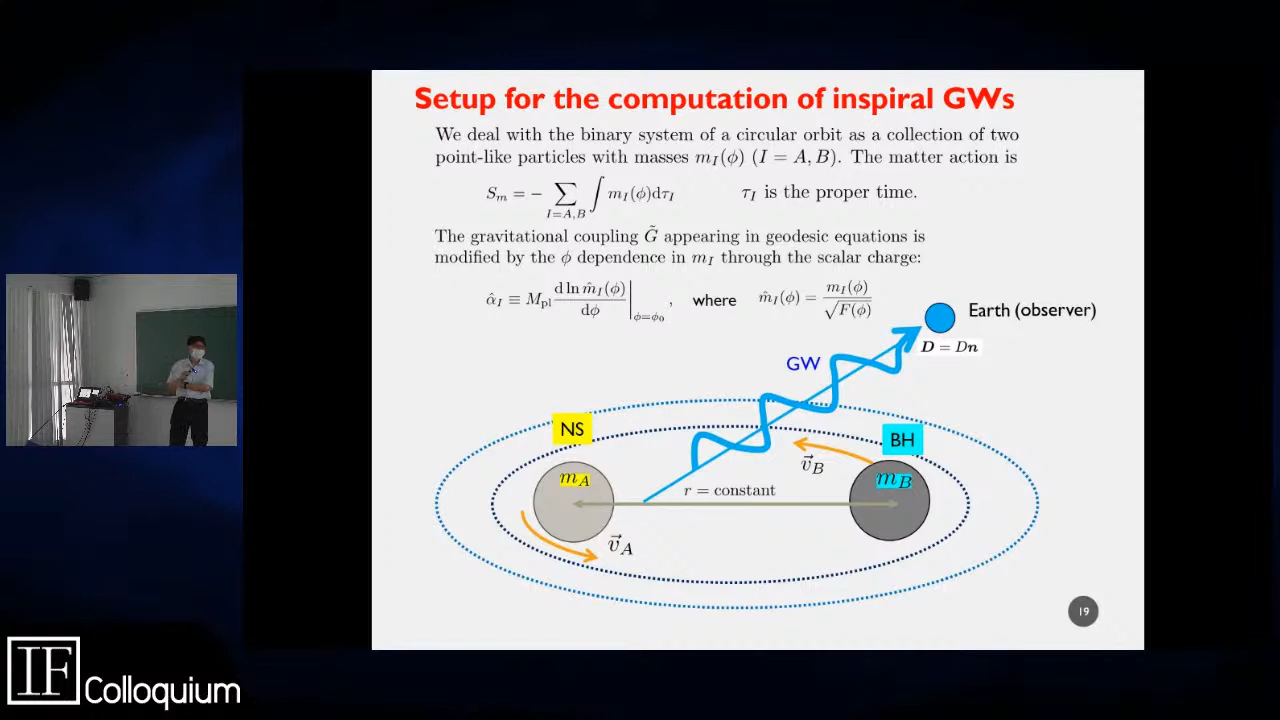 Setup for the computation of inspiral GWs
We deal with the binary system of a circular orbit as a collection of two
point-like particles with masses m_I(ϕ) (I = A, B). The matter action is
S_m = − ∑_{I=A,B} ∫ m_I(ϕ)dτ_I τ_I is the proper time.
The gravitational coupling G̃ appearing in geodesic equations is
modified by the ϕ dependence in m_I through the scalar charge:
α̂_I ≡ M_pl d ln m̂_I(ϕ) / dϕ |_{ϕ=ϕ_0} , where m̂_I(ϕ) = m_I(ϕ) / √F(ϕ)
Earth (observer)
D = Dn
GW
NS
BH
v⃗_B
m_A
m_B
r = constant
v⃗_A
19
IF
Colloquium